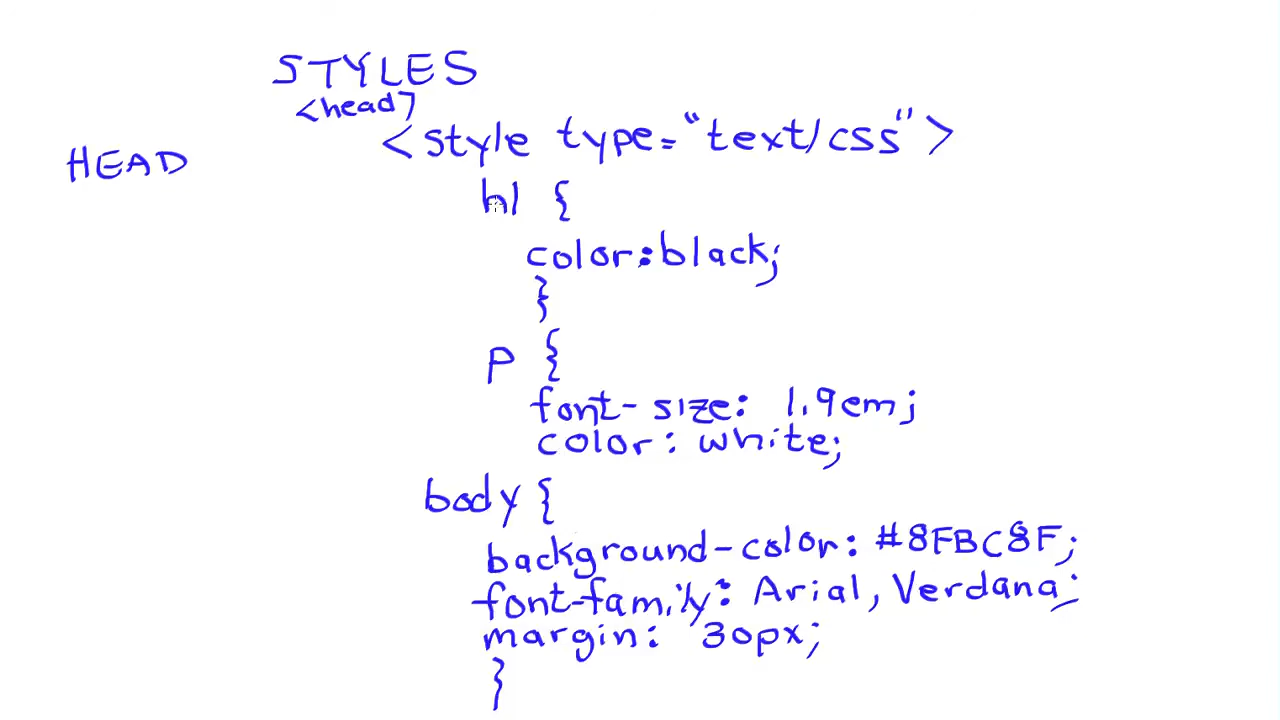 STYLES
<head>
<style type="text/css">
HEAD
h1 {
color:black;
}
p {
font-size: 1.9em;
color: white;
body {
background-color: #8FBC8F;
font-family: Arial, Verdana;
margin: 30px;
}